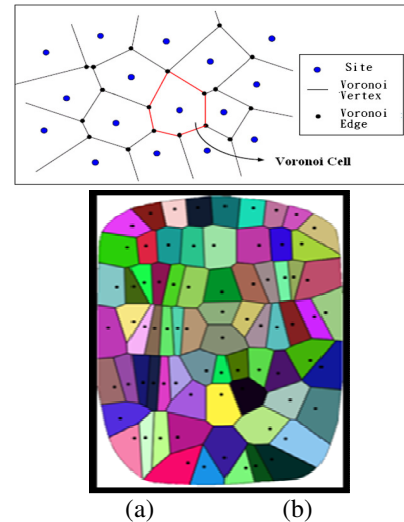 Site
Voronoi
Vertex
Voronoi
Edge
Voronoi Cell
(a) (b)